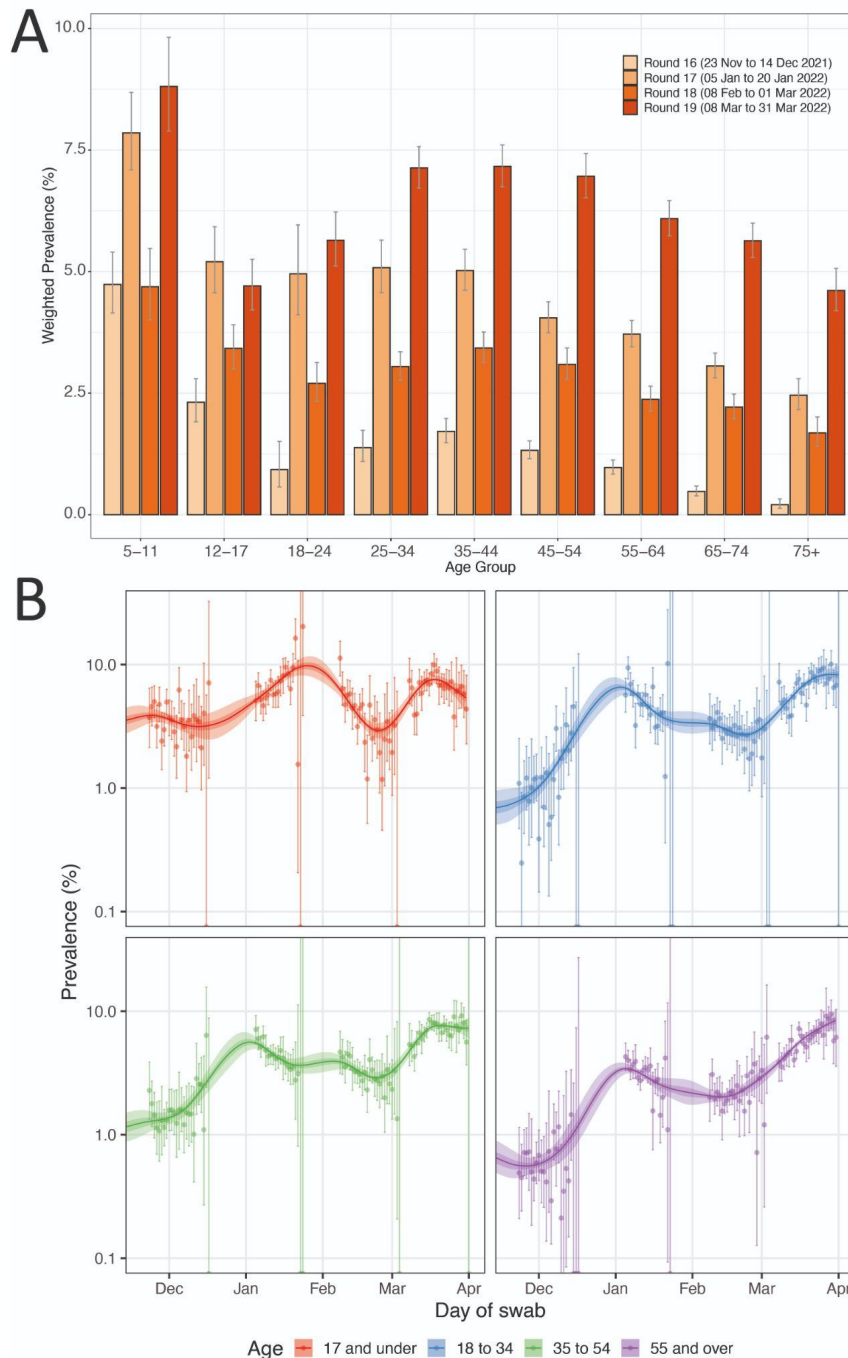 A
10.0
7.5
5.0
2.5
0.0
Weighted Prevalence (%)
Round 16 (23 Nov to 14 Dec 2021)
Round 17 (05 Jan to 20 Jan 2022)
Round 18 (08 Feb to 01 Mar 2022)
Round 19 (08 Mar to 31 Mar 2022)
5–11 12–17 18–24 25–34 35–44 45–54 55–64 65–74 75+
Age Group
B
10.0
1.0
0.1
10.0
1.0
0.1
Prevalence (%)
Dec Jan Feb Mar Apr Dec Jan Feb Mar Apr
Day of swab
Age 17 and under 18 to 34 35 to 54 55 and over